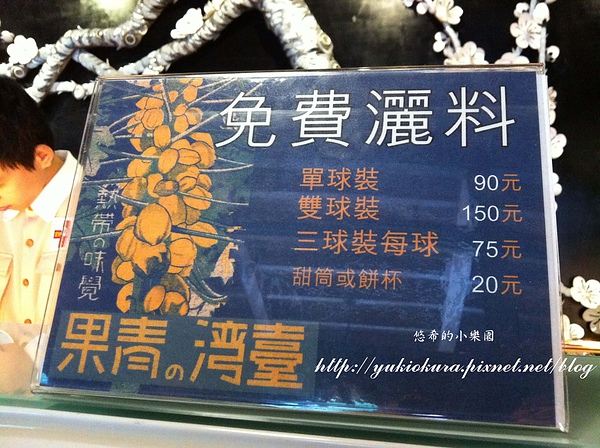 免費灑料
單球裝 90元
雙球裝 150元
三球裝每球 75元
甜筒或餅杯 20元
熱帶の味覺
臺湾の青果
悠希的小樂園
http://yukiokura.pixnet.net/blog